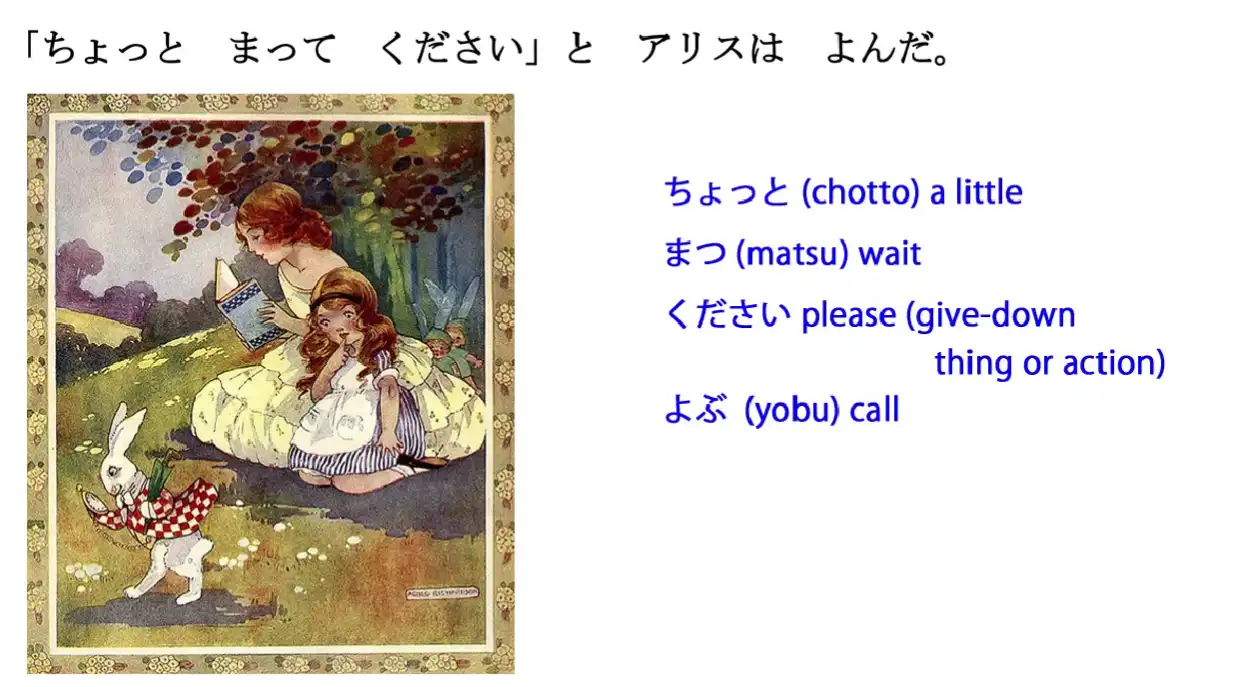 「ちょっと　まって　ください」と　アリスは　よんだ。
ちょっと (chotto) a little
まつ (matsu) wait
ください please (give-down
thing or action)
よぶ (yobu) call